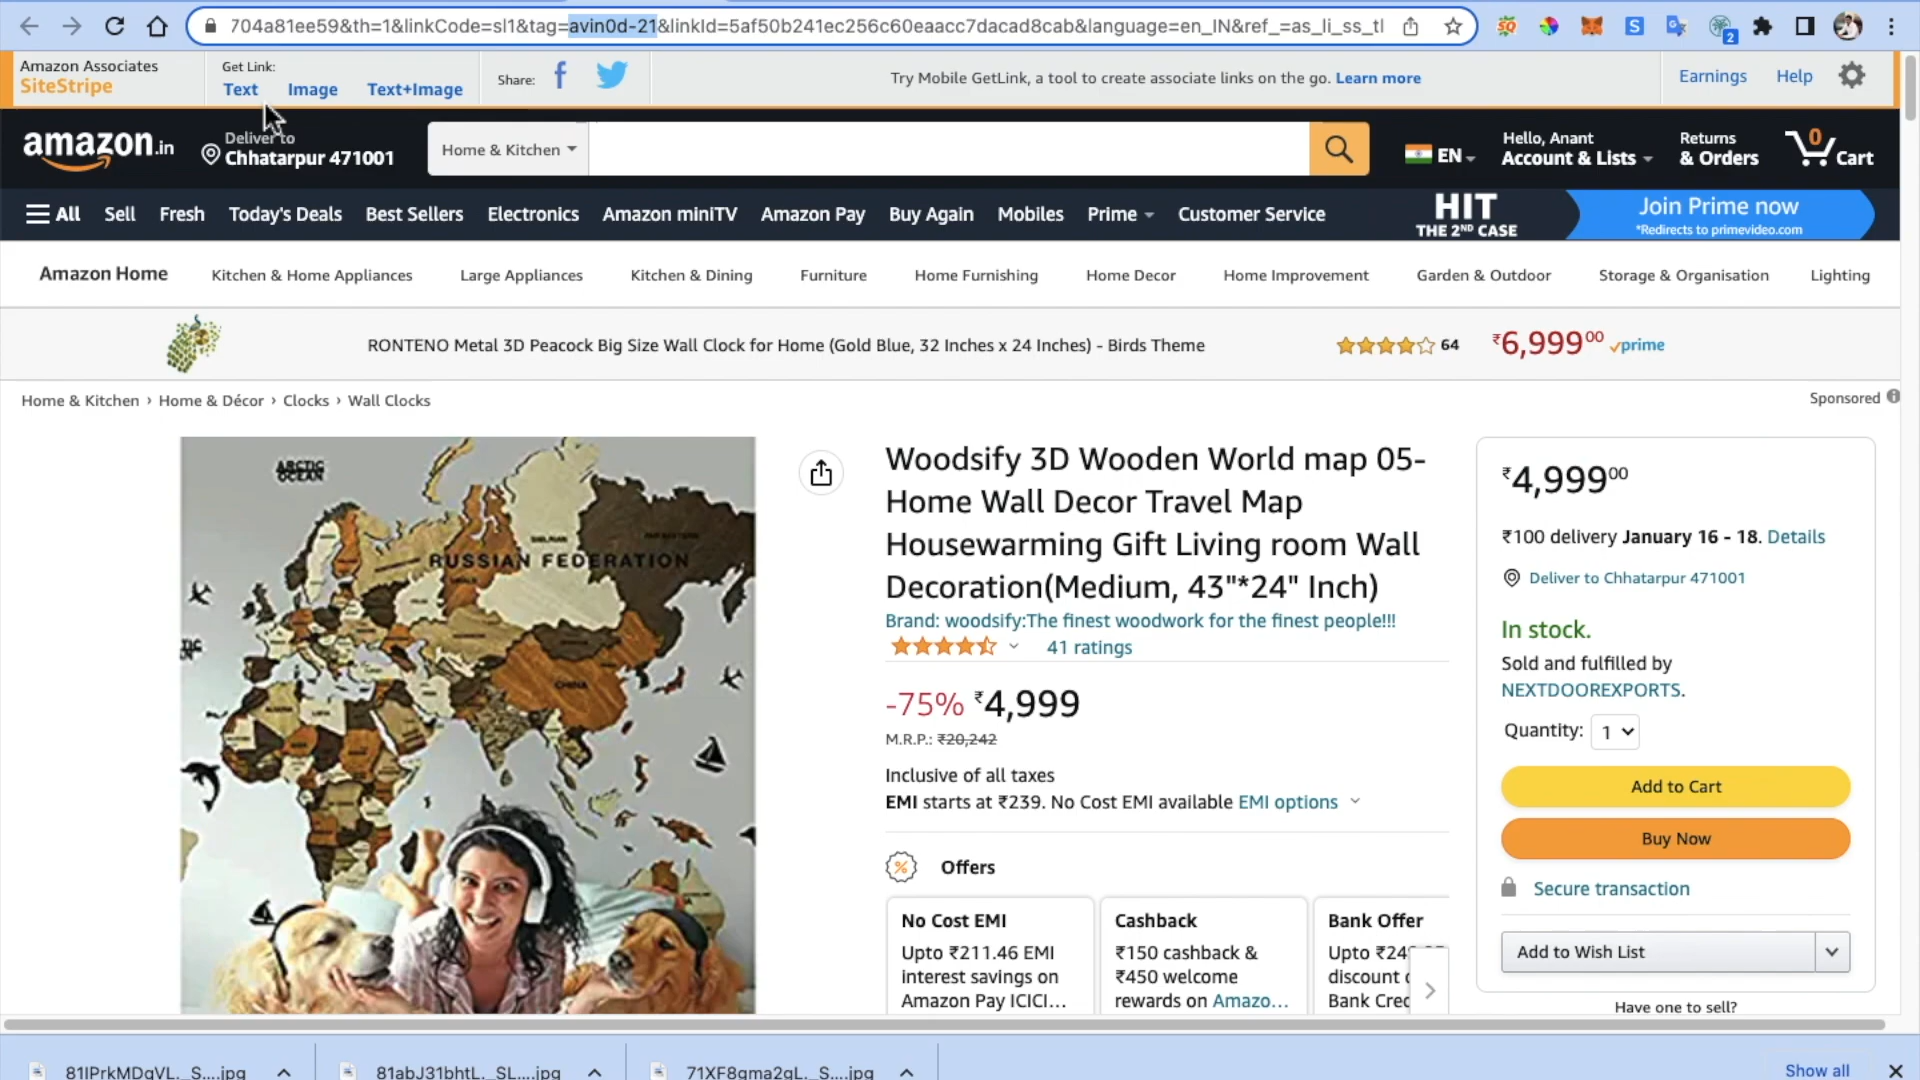 704a81ee59&th=1&linkCode=sl1&tag=avin0d-21&linkId=5af50b241ec256c60eaacc7dacad8cab&language=en_IN&ref_=as_li_ss_tl
2
Amazon Associates
SiteStripe
Get Link:
Text Image Text+Image
Share:
Try Mobile GetLink, a tool to create associate links on the go. Learn more
Earnings Help
amazon.in
Deliver to
Chhatarpur 471001
Home & Kitchen
EN
Hello, Anant
Account & Lists
Returns
& Orders
0
Cart
All Sell Fresh Today's Deals Best Sellers Electronics Amazon miniTV Amazon Pay Buy Again Mobiles Prime Customer Service
HIT
THE 2ND CASE
Join Prime now
*Redirects to primevideo.com
Amazon Home Kitchen & Home Appliances Large Appliances Kitchen & Dining Furniture Home Furnishing Home Decor Home Improvement Garden & Outdoor Storage & Organisation Lighting
RONTENO Metal 3D Peacock Big Size Wall Clock for Home (Gold Blue, 32 Inches x 24 Inches) - Birds Theme
64
₹6,999.00 prime
Home & Kitchen › Home & Décor › Clocks › Wall Clocks
Sponsored
ARCTIC
OCEAN
RUSSIAN FEDERATION
CHINA
Woodsify 3D Wooden World map 05-
Home Wall Decor Travel Map
Housewarming Gift Living room Wall
Decoration(Medium, 43"*24" Inch)
Brand: woodsify:The finest woodwork for the finest people!!!
41 ratings
-75% ₹4,999
M.R.P.: ₹20,242
Inclusive of all taxes
EMI starts at ₹239. No Cost EMI available EMI options
Offers
No Cost EMI
Upto ₹211.46 EMI
interest savings on
Amazon Pay ICICI...
Cashback
₹150 cashback &
₹450 welcome
rewards on Amazo...
Bank Offer
Upto
discount
Bank
₹4,999.00
₹100 delivery January 16 - 18. Details
Deliver to Chhatarpur 471001
In stock.
Sold and fulfilled by
NEXTDOOREXPORTS.
Quantity: 1
Add to Cart
Buy Now
Secure transaction
Add to Wish List
Have one to sell?
81IPrkMDgVL._S....jpg
81abJ31bhtL._SL....jpg
71XF8gma2gL._S....jpg
Show all